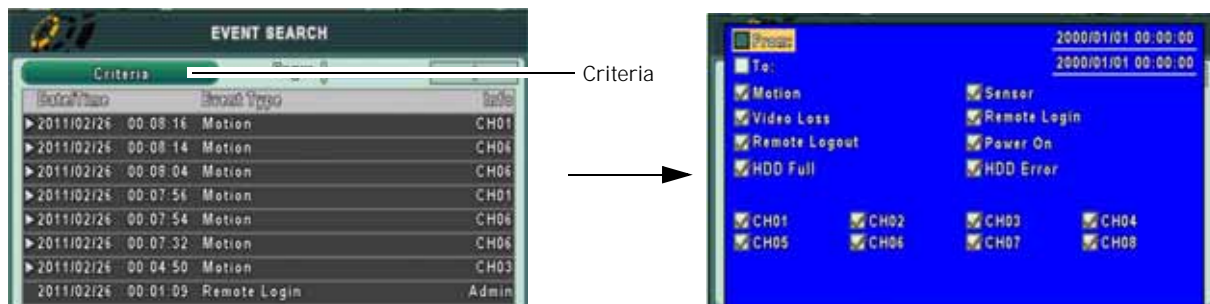 EVENT SEARCH
Criteria
Date/Time Event Type Info
2011/02/26 00:08:16 Motion CH01
2011/02/26 00:08:14 Motion CH06
2011/02/26 00:08:04 Motion CH06
2011/02/26 00:07:56 Motion CH01
2011/02/26 00:07:54 Motion CH06
2011/02/26 00:07:32 Motion CH06
2011/02/26 00:04:50 Motion CH03
2011/02/26 00:01:09 Remote Login Admin
Criteria
From: 2000/01/01 00:00:00
To: 2000/01/01 00:00:00
Motion Sensor
Video Loss Remote Login
Remote Logout Power On
HDD Full HDD Error
CH01 CH02 CH03 CH04
CH05 CH06 CH07 CH08